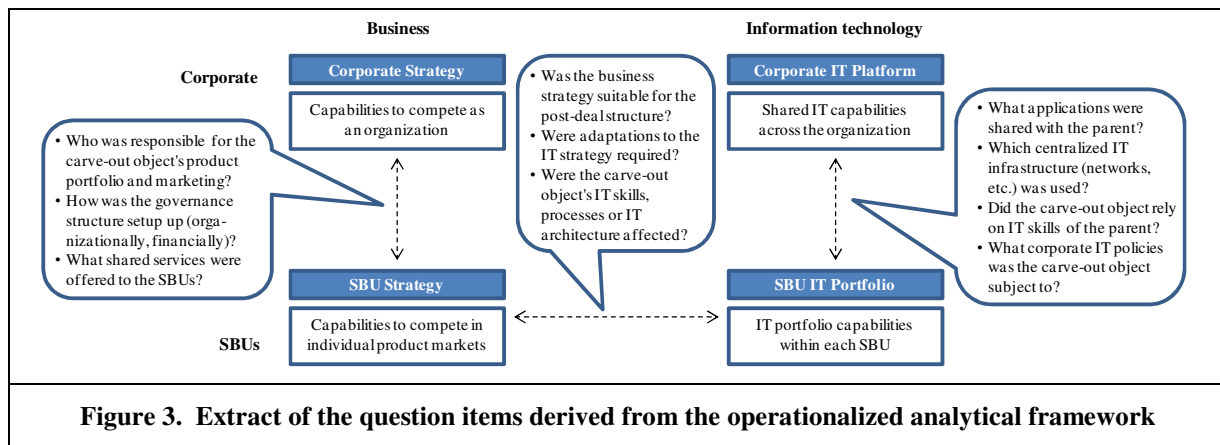 Business
Information technology
Corporate
Corporate Strategy
Capabilities to compete as
an organization
• Who was responsible for the
carve-out object's product
portfolio and marketing?
• How was the governance
structure setup up (orga-
nizationally, financially)?
• What shared services were
offered to the SBUs?
• Was the business
strategy suitable for the
post-deal structure?
• Were adaptations to the
IT strategy required?
• Were the carve-out
object's IT skills,
processes or IT
architecture affected?
Corporate IT Platform
Shared IT capabilities
across the organization
• What applications were
shared with the parent?
• Which centralized IT
infrastructure (networks,
etc.) was used?
• Did the carve-out object rely
on IT skills of the parent?
• What corporate IT policies
was the carve-out object
subject to?
SBUs
SBU Strategy
Capabilities to compete in
individual product markets
SBU IT Portfolio
IT portfolio capabilities
within each SBU
Figure 3. Extract of the question items derived from the operationalized analytical framework